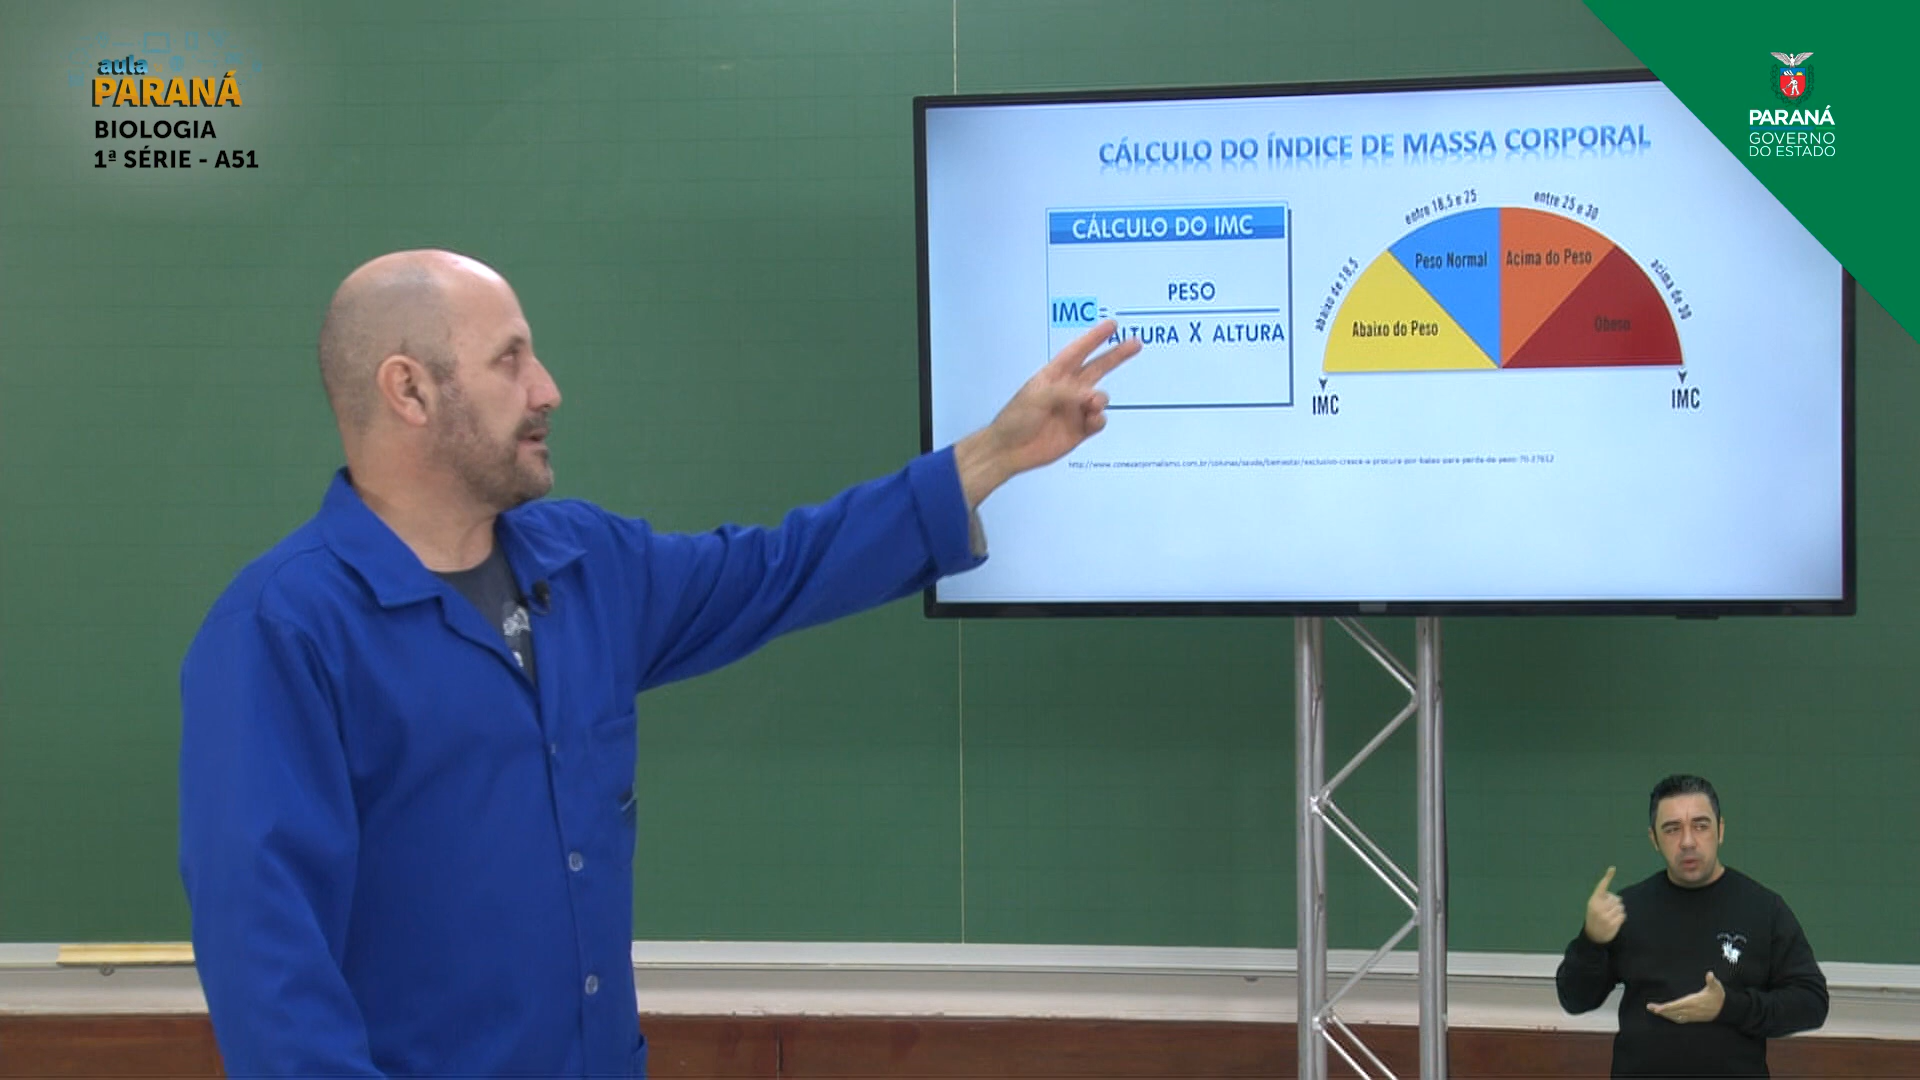 aula
PARANÁ
BIOLOGIA
1ª SÉRIE - A51
PARANÁ
GOVERNO
DO ESTADO
CÁLCULO DO ÍNDICE DE MASSA CORPORAL
CÁLCULO DO IMC
IMC=
PESO
ALTURA X ALTURA
abaixo de 18,5
entre 18,5 e 25
entre 25 e 30
acima de 30
Abaixo do Peso
Peso Normal
Acima do Peso
Obeso
IMC
IMC